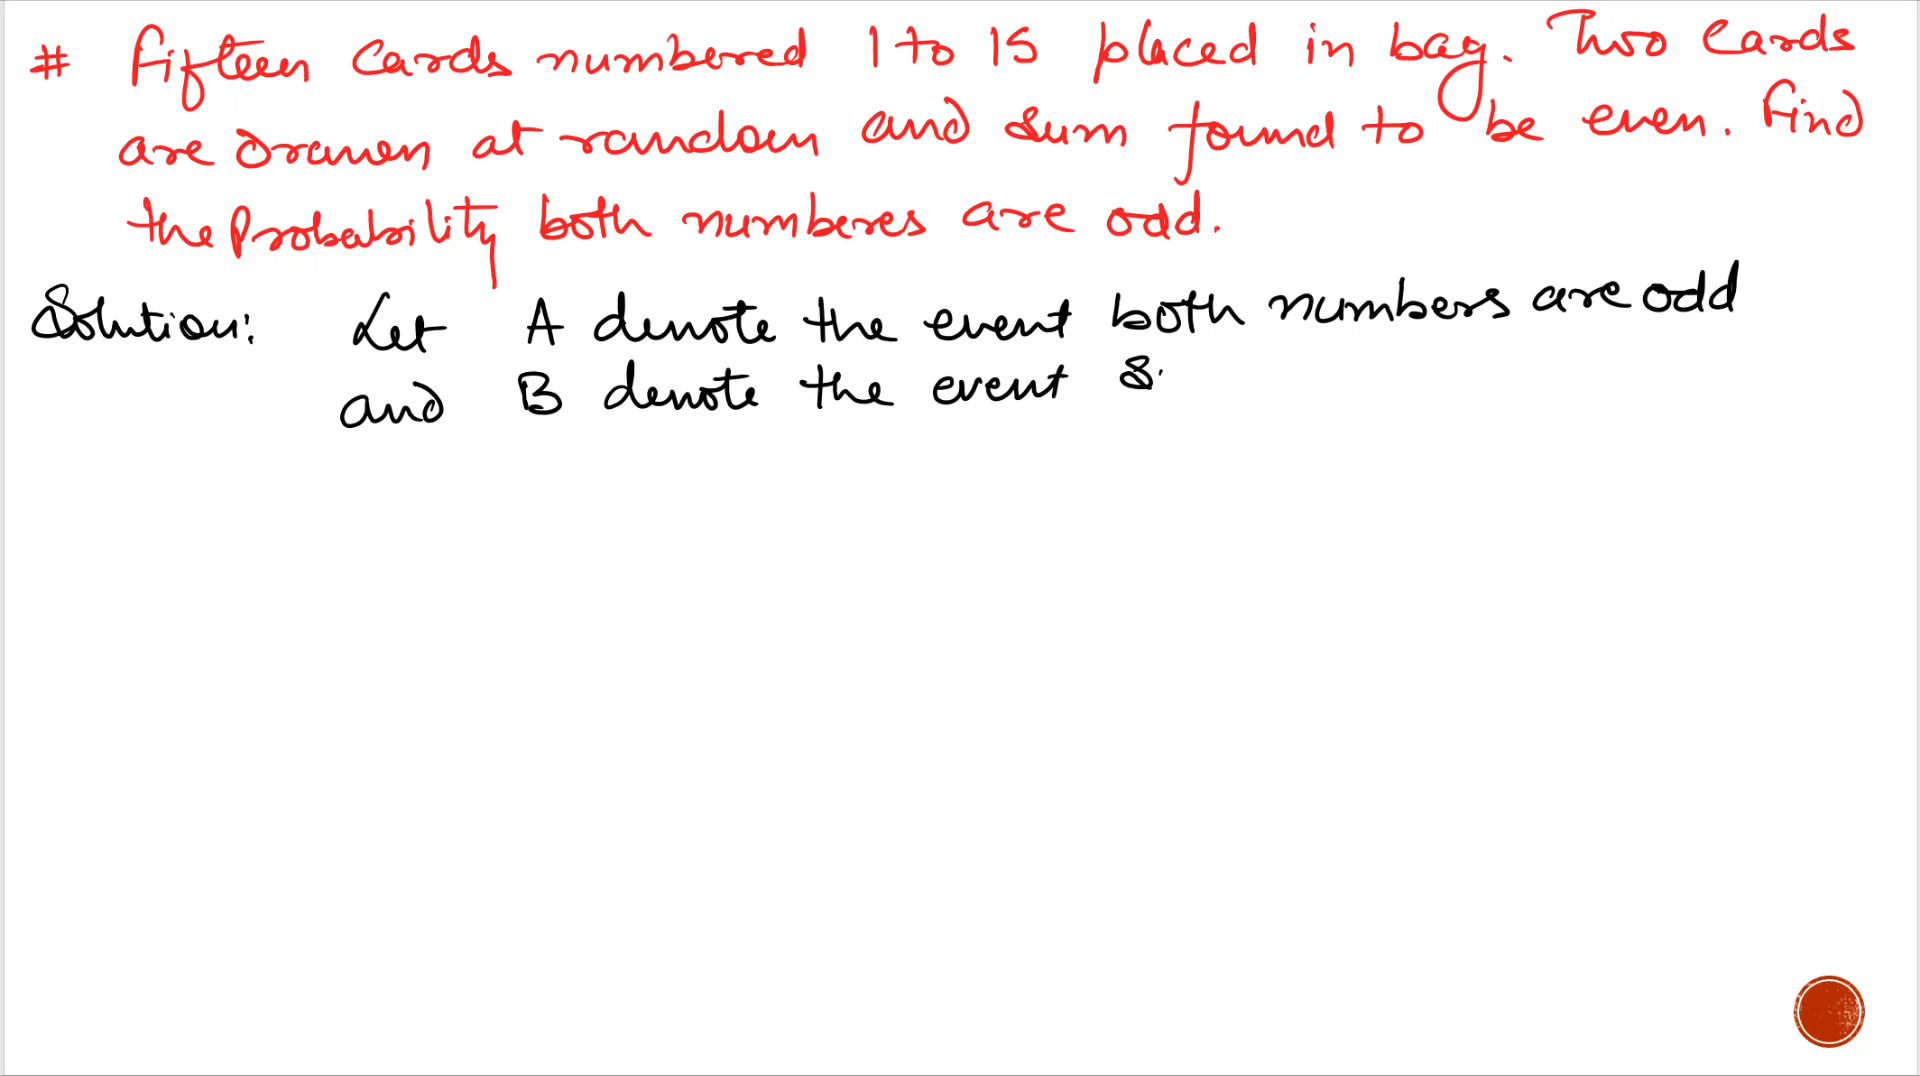 # Fifteen Cards numbered 1 to 15 placed in bag. Two Cards
are drawn at random and sum found to be even. Find
the Probability both numberes are odd.
Solution: Let A denote the event both numbers are odd
and B denote the event S